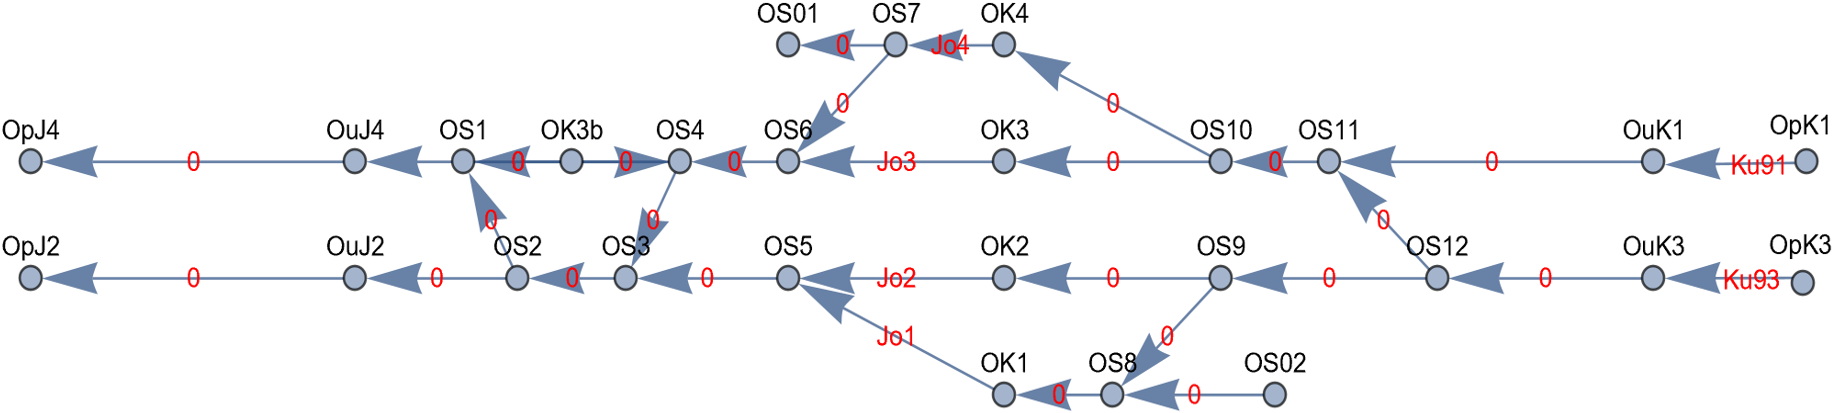 OS01 OS7 OK4
0 Jo4
0 0
OpJ4 OuJ4 OS1 OK3b OS4 OS6 OK3 OS10 OS11 OuK1 OpK1
0 0 0 0 Jo3 0 0 0 Ku91
0 0 0
OpJ2 OuJ2 OS2 OS3 OS5 OK2 OS9 OS12 OuK3 OpK3
0 0 0 0 Jo2 0 0 0 Ku93
Jo1 0
OK1 OS8 OS02
0 0